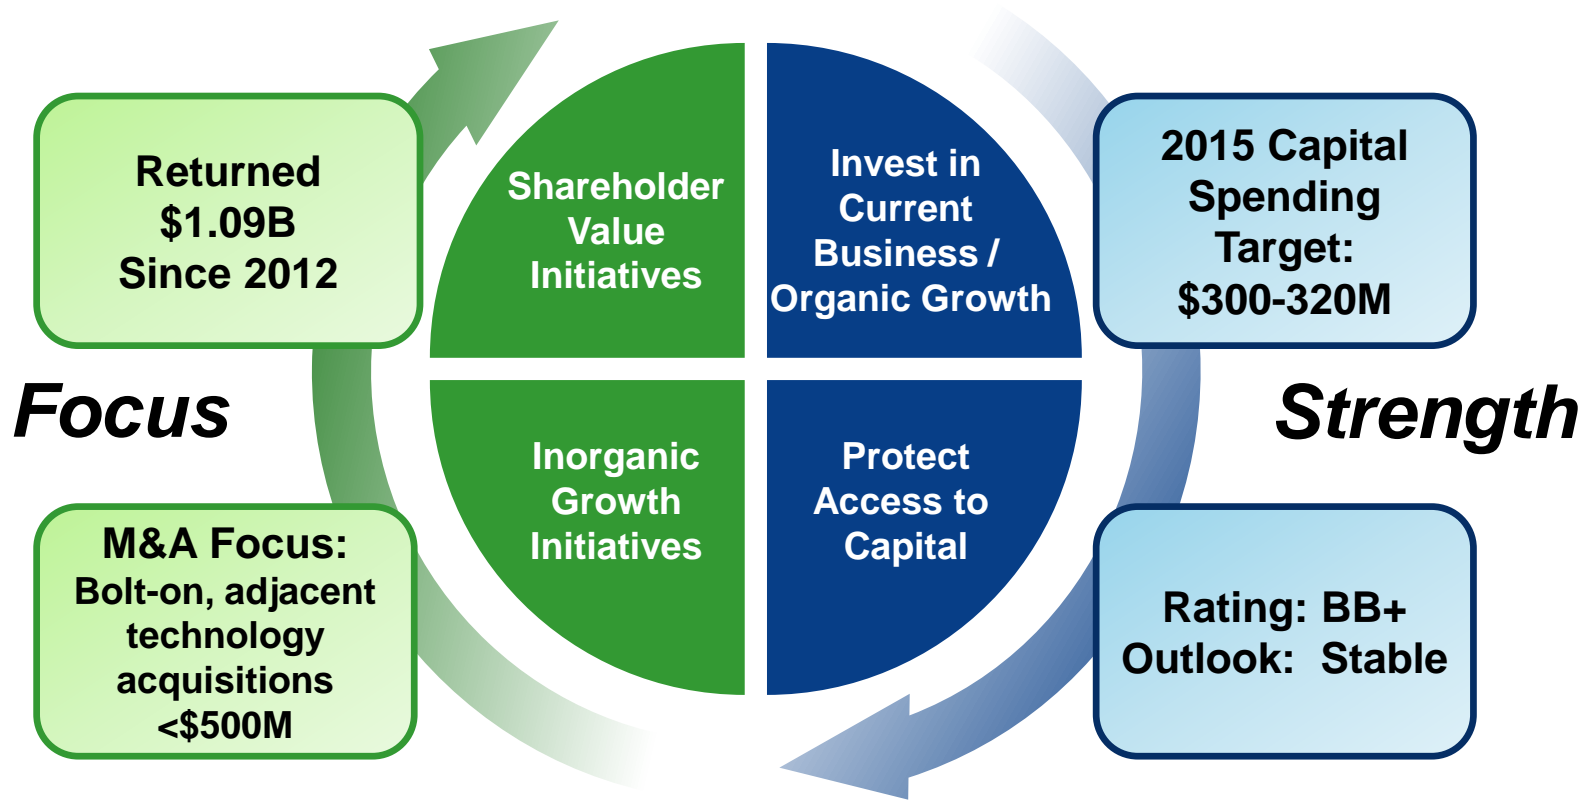 Returned
$1.09B
Since 2012
Shareholder
Value
Initiatives
Invest in
Current
Business /
Organic Growth
2015 Capital
Spending
Target:
$300-320M
Focus
Strength
M&A Focus:
Bolt-on, adjacent
technology
acquisitions
<$500M
Inorganic
Growth
Initiatives
Protect
Access to
Capital
Rating: BB+
Outlook: Stable